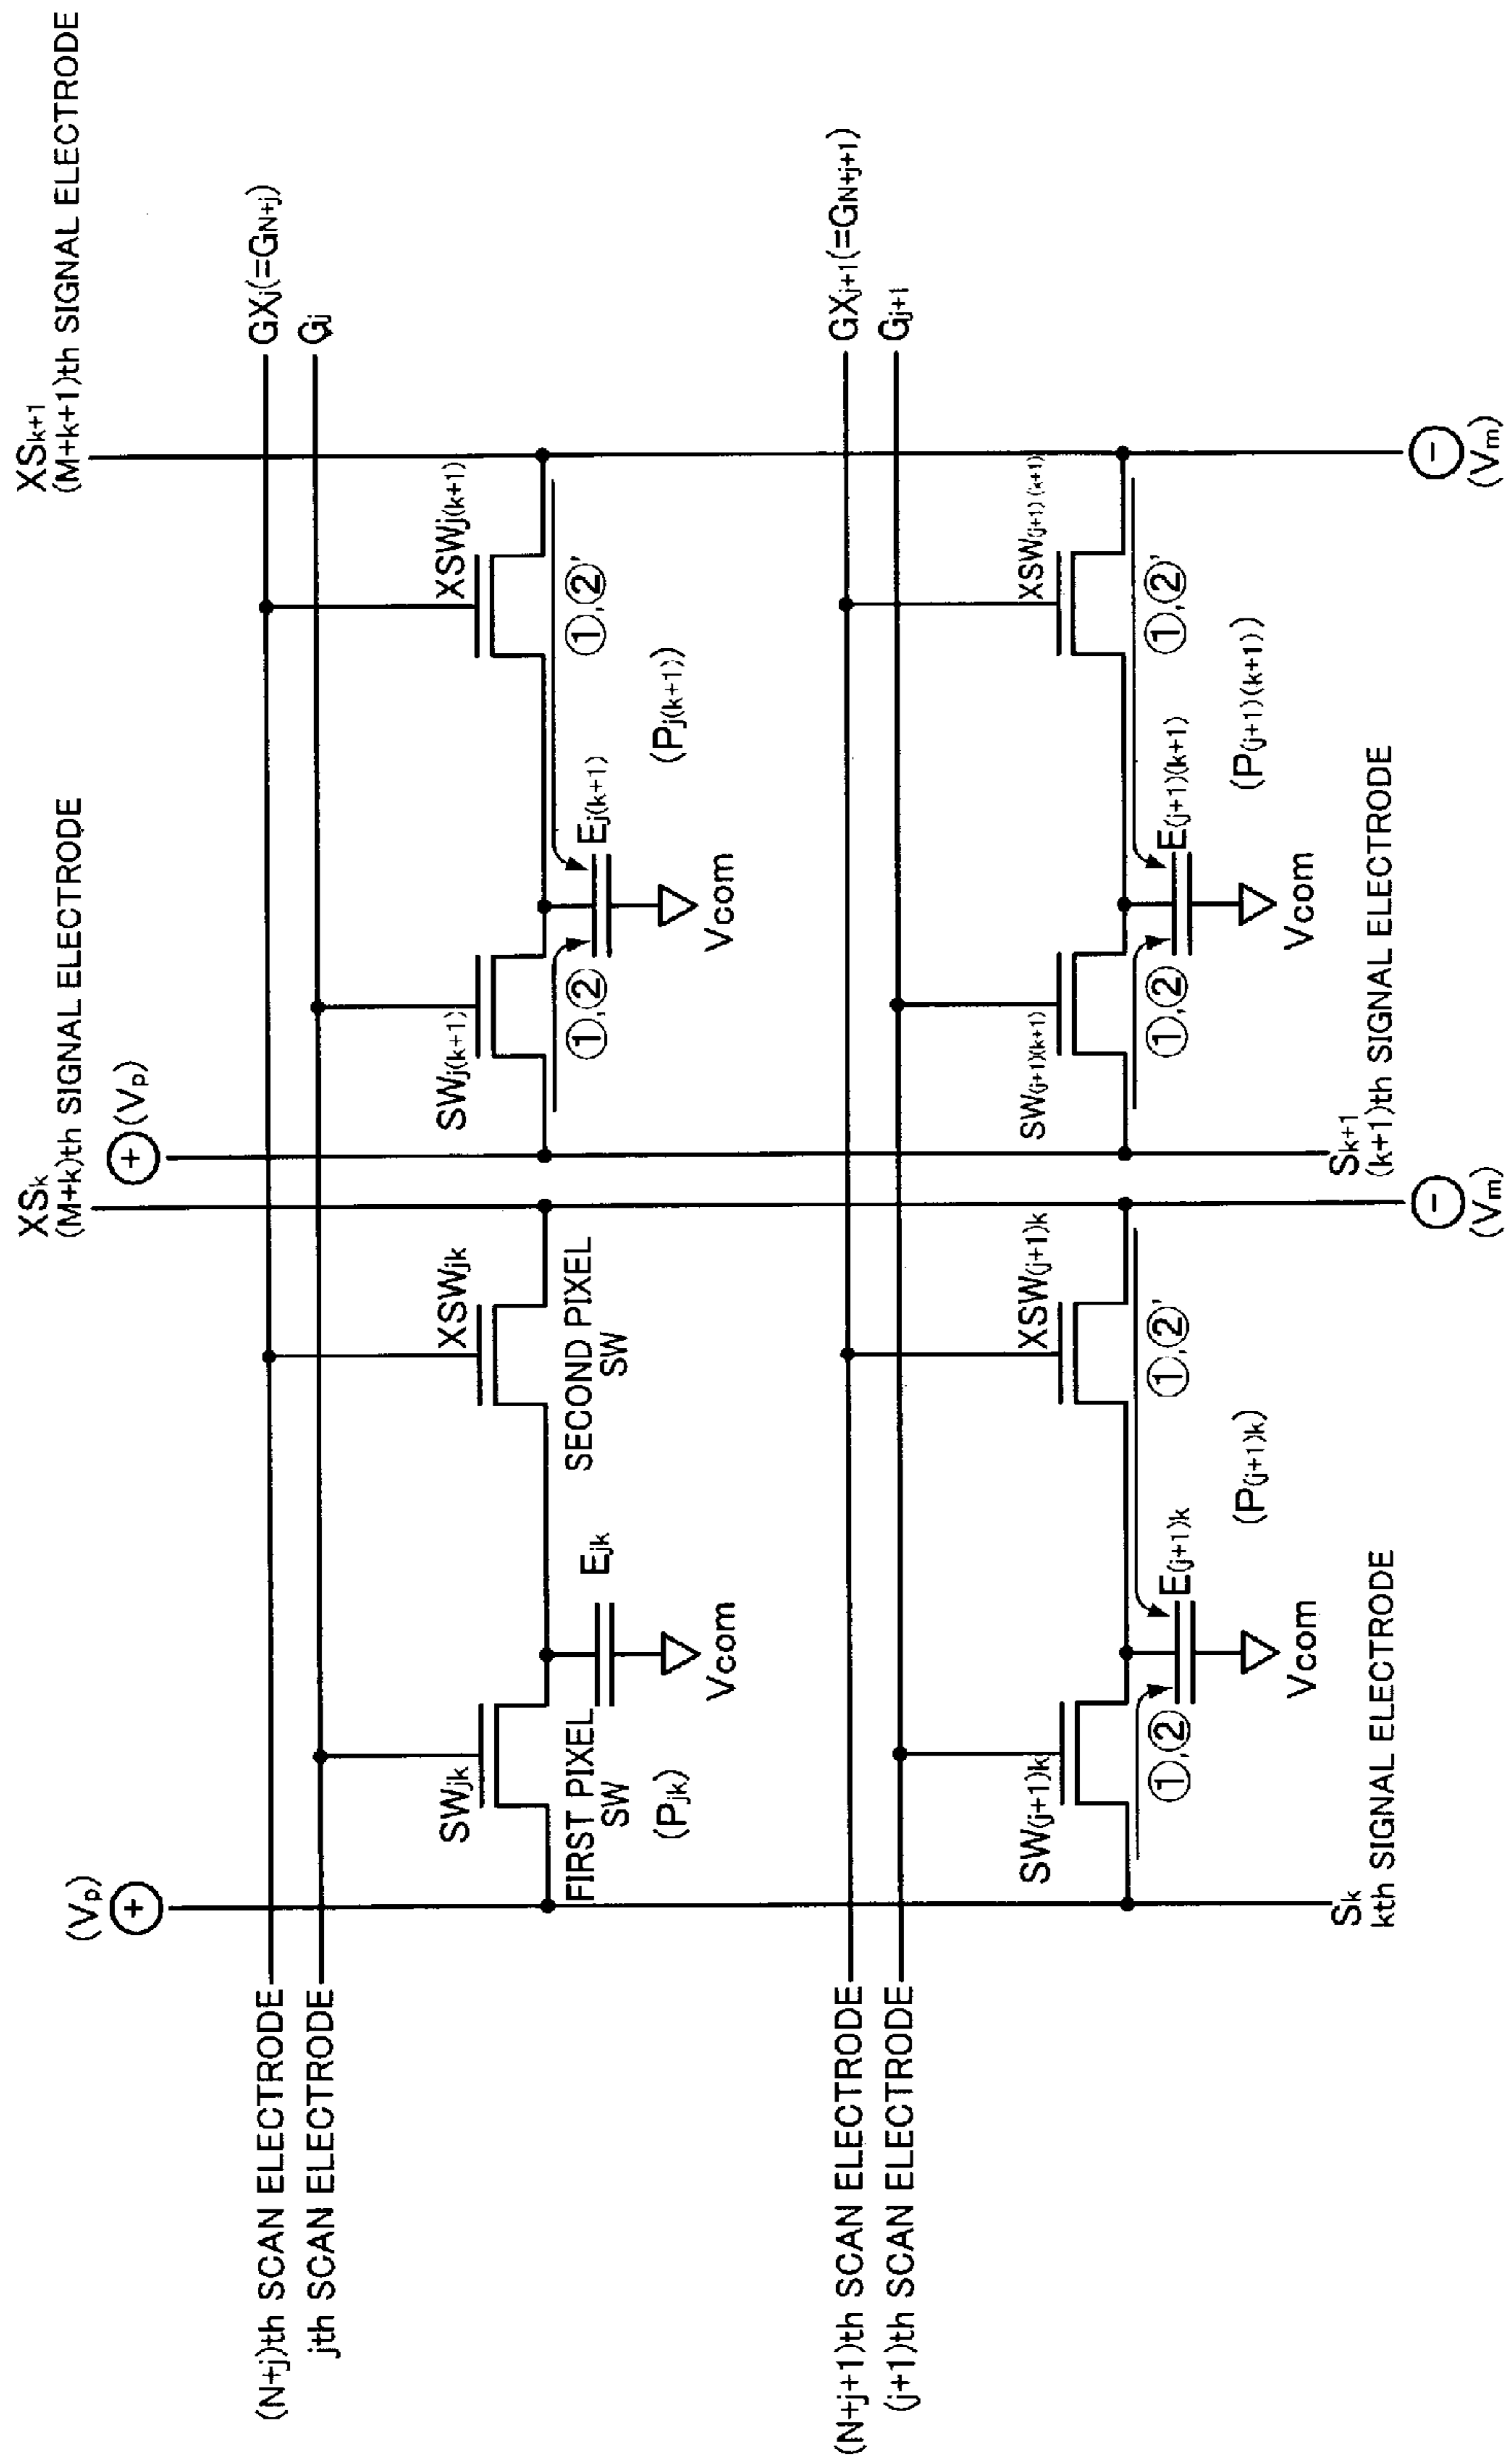 XSk
(M+k)th SIGNAL ELECTRODE
XSk+1
(M+k+1)th SIGNAL ELECTRODE
(Vp)
+
+
(Vp)
(N+j)th SCAN ELECTRODE
GXj(=GN+j)
jth SCAN ELECTRODE
Gj
SWjk
XSWjk
SWj(k+1)
XSWj(k+1)
FIRST PIXEL
SW
Ejk
SECOND PIXEL
SW
①,②
Ej(k+1)
①,②'
(Pjk)
(Pj(k+1))
Vcom
Vcom
(N+j+1)th SCAN ELECTRODE
GXj+1(=GN+j+1)
(j+1)th SCAN ELECTRODE
Gj+1
SW(j+1)k
XSW(j+1)k
SW(j+1)(k+1)
XSW(j+1)(k+1)
①,②
E(j+1)k
①,②'
①,②
E(j+1)(k+1)
①,②'
(P(j+1)k)
(P(j+1)(k+1))
Vcom
Vcom
Sk
kth SIGNAL ELECTRODE
Sk+1
(k+1)th SIGNAL ELECTRODE
−
(Vm)
−
(Vm)